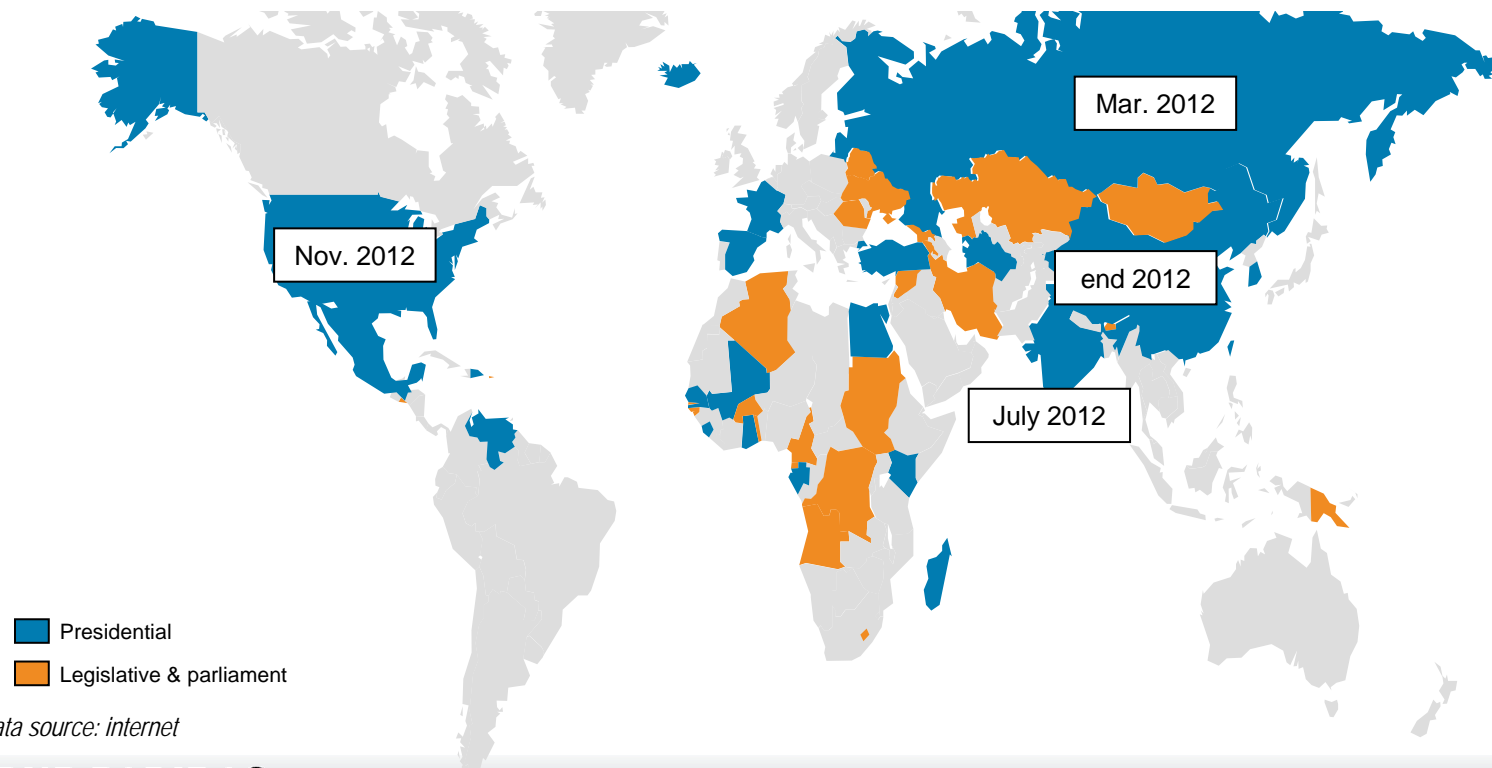 Mar. 2012
Nov. 2012
end 2012
July 2012
Presidential
Legislative & parliament
ata source: internet